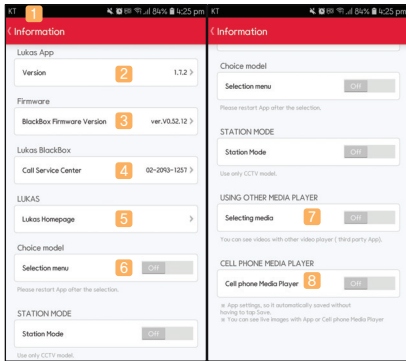 KT 1 84% 4:25 pm
Information
Lukas App
Version 2 1.7.2 >
Firmware
BlackBox Firmware Version 3 ver.V0.52.12 >
Lukas BlackBox
Call Service Center 4 02-2093-1257 >
LUKAS
Lukas Homepage 5 >
Choice model
Selection menu 6 Off
Please restart App after the selection.
STATION MODE
Station Mode Off
Use only CCTV model.
KT 84% 4:25 pm
Information
Choice model
Selection menu Off
Please restart App after the selection.
STATION MODE
Station Mode Off
Use only CCTV model.
USING OTHER MEDIA PLAYER
Selecting media 7 Off
You can see videos with other video player ( third party App).
CELL PHONE MEDIA PLAYER
Cell phone Media Player 8 Off
※ App settings, so it automatically saved without
having to tap Save.
※ You can see live images with App or Cell phone Media Player